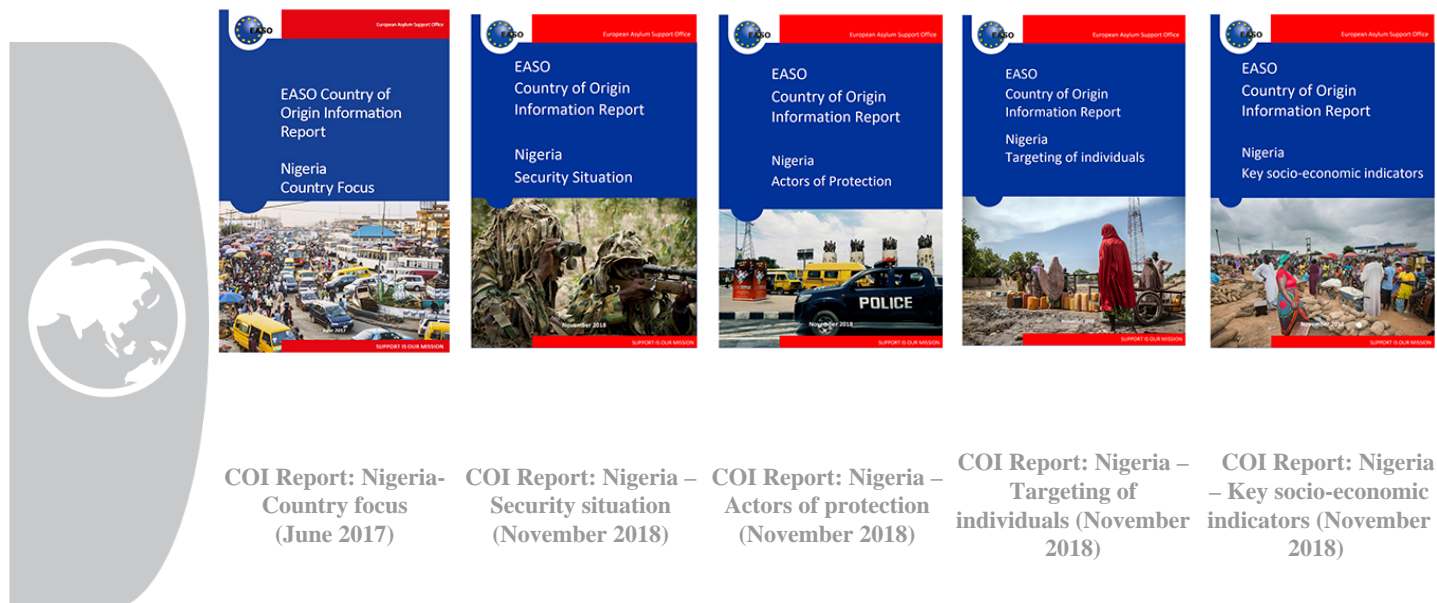 EASO
European Asylum Support Office
EASO Country of
Origin Information
Report
Nigeria
Country Focus
June 2017
SUPPORT IS OUR MISSION
EASO
European Asylum Support Office
EASO
Country of Origin
Information Report
Nigeria
Security Situation
November 2018
SUPPORT IS OUR MISSION
EASO
European Asylum Support Office
EASO
Country of Origin
Information Report
Nigeria
Actors of Protection
POLICE
November 2018
SUPPORT IS OUR MISSION
EASO
European Asylum Support Office
EASO
Country of Origin
Information Report
Nigeria
Targeting of individuals
SUPPORT IS OUR MISSION
EASO
European Asylum Support Office
EASO
Country of Origin
Information Report
Nigeria
Key socio-economic indicators
November 2018
SUPPORT IS OUR MISSION
COI Report: Nigeria-
Country focus
(June 2017)
COI Report: Nigeria –
Security situation
(November 2018)
COI Report: Nigeria –
Actors of protection
(November 2018)
COI Report: Nigeria –
Targeting of
individuals (November
2018)
COI Report: Nigeria
– Key socio-economic
indicators (November
2018)